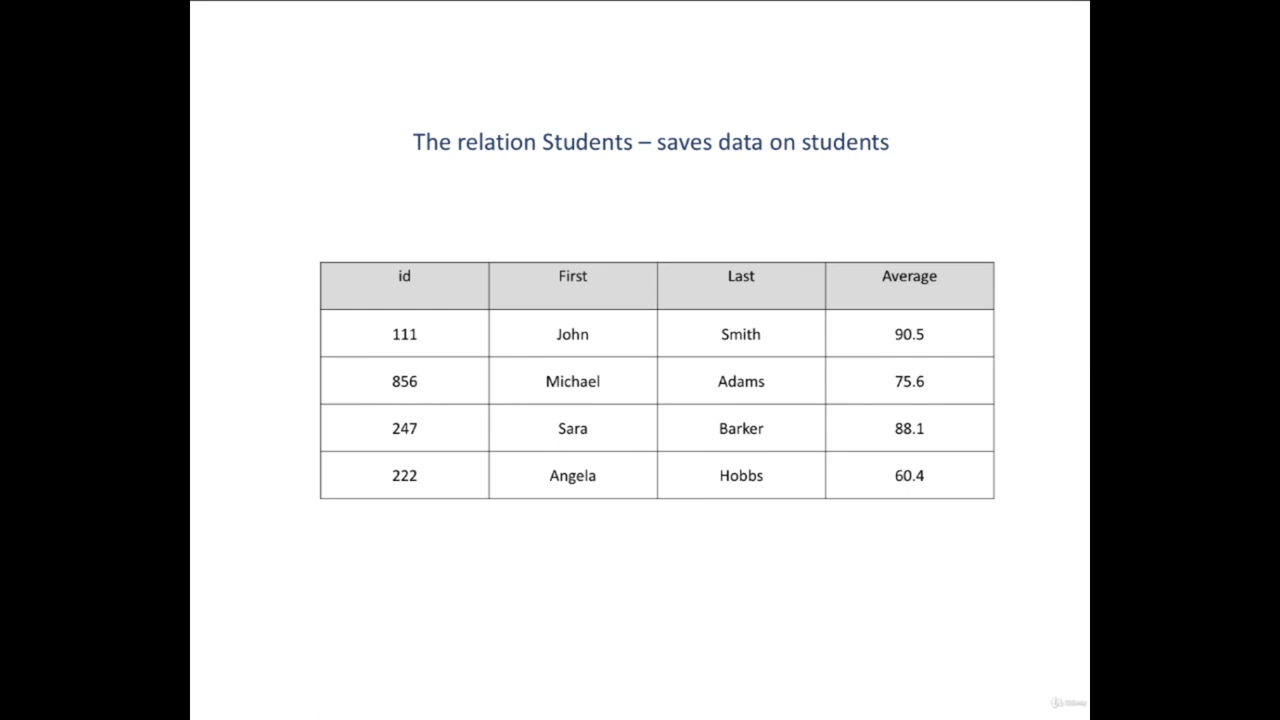 The relation Students – saves data on students
id First Last Average
111 John Smith 90.5
856 Michael Adams 75.6
247 Sara Barker 88.1
222 Angela Hobbs 60.4